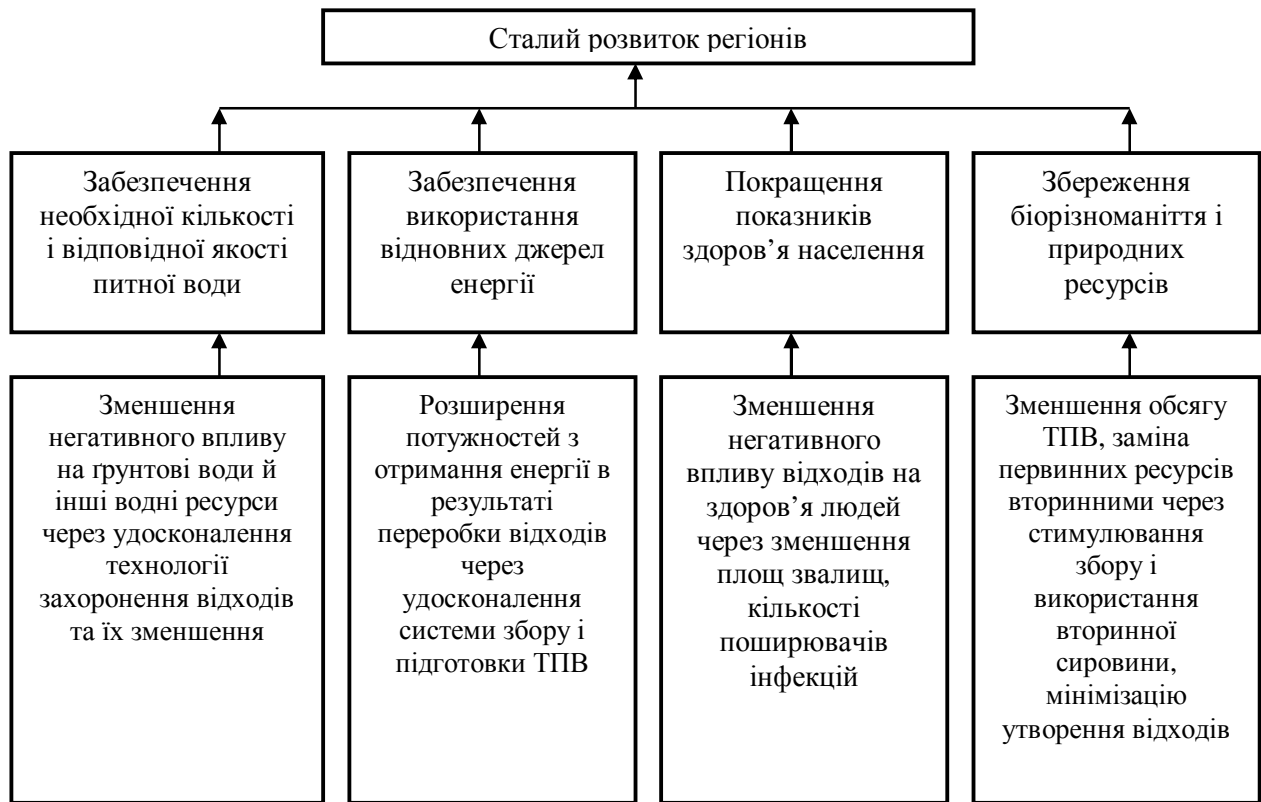 Сталий розвиток регіонів
Забезпечення
необхідної кількості
і відповідної якості
питної води
Забезпечення
використання
відновних джерел
енергії
Покращення
показників
здоров’я населення
Збереження
біорізноманіття і
природних
ресурсів
Зменшення
негативного впливу
на ґрунтові води й
інші водні ресурси
через удосконалення
технології
захоронення відходів
та їх зменшення
Розширення
потужностей з
отримання енергії в
результаті
переробки відходів
через
удосконалення
системи збору і
підготовки ТПВ
Зменшення
негативного
впливу відходів на
здоров’я людей
через зменшення
площ звалищ,
кількості
поширювачів
інфекцій
Зменшення обсягу
ТПВ, заміна
первинних ресурсів
вторинними через
стимулювання
збору і
використання
вторинної
сировини,
мінімізацію
утворення відходів